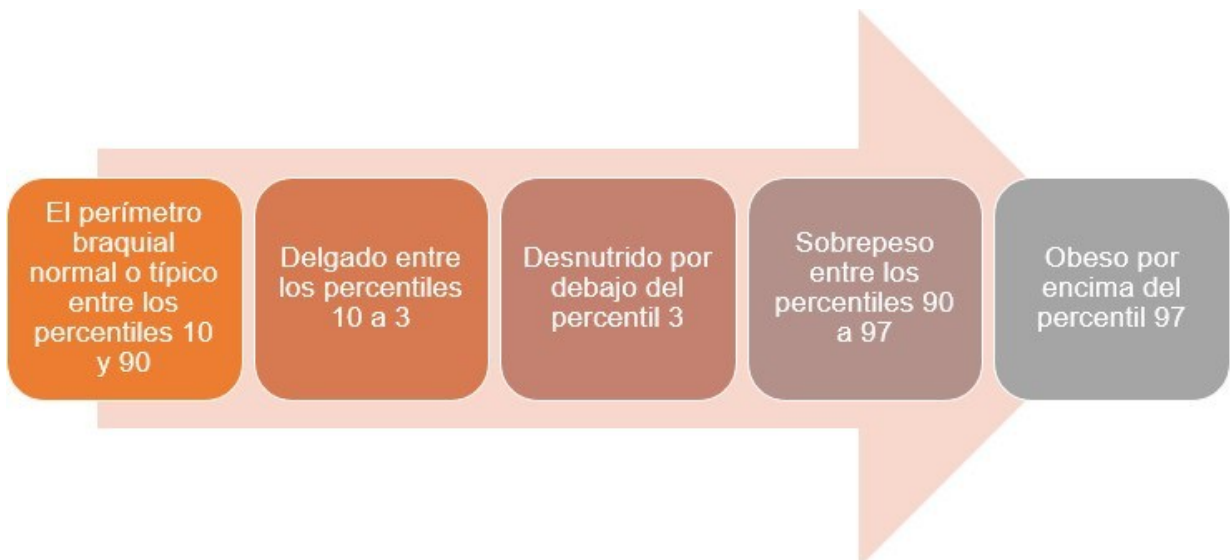 El perímetro
braquial
normal o típico
entre los
percentiles 10
y 90
Delgado entre
los percentiles
10 a 3
Desnutrido por
debajo del
percentil 3
Sobrepeso
entre los
percentiles 90
a 97
Obeso por
encima del
percentil 97